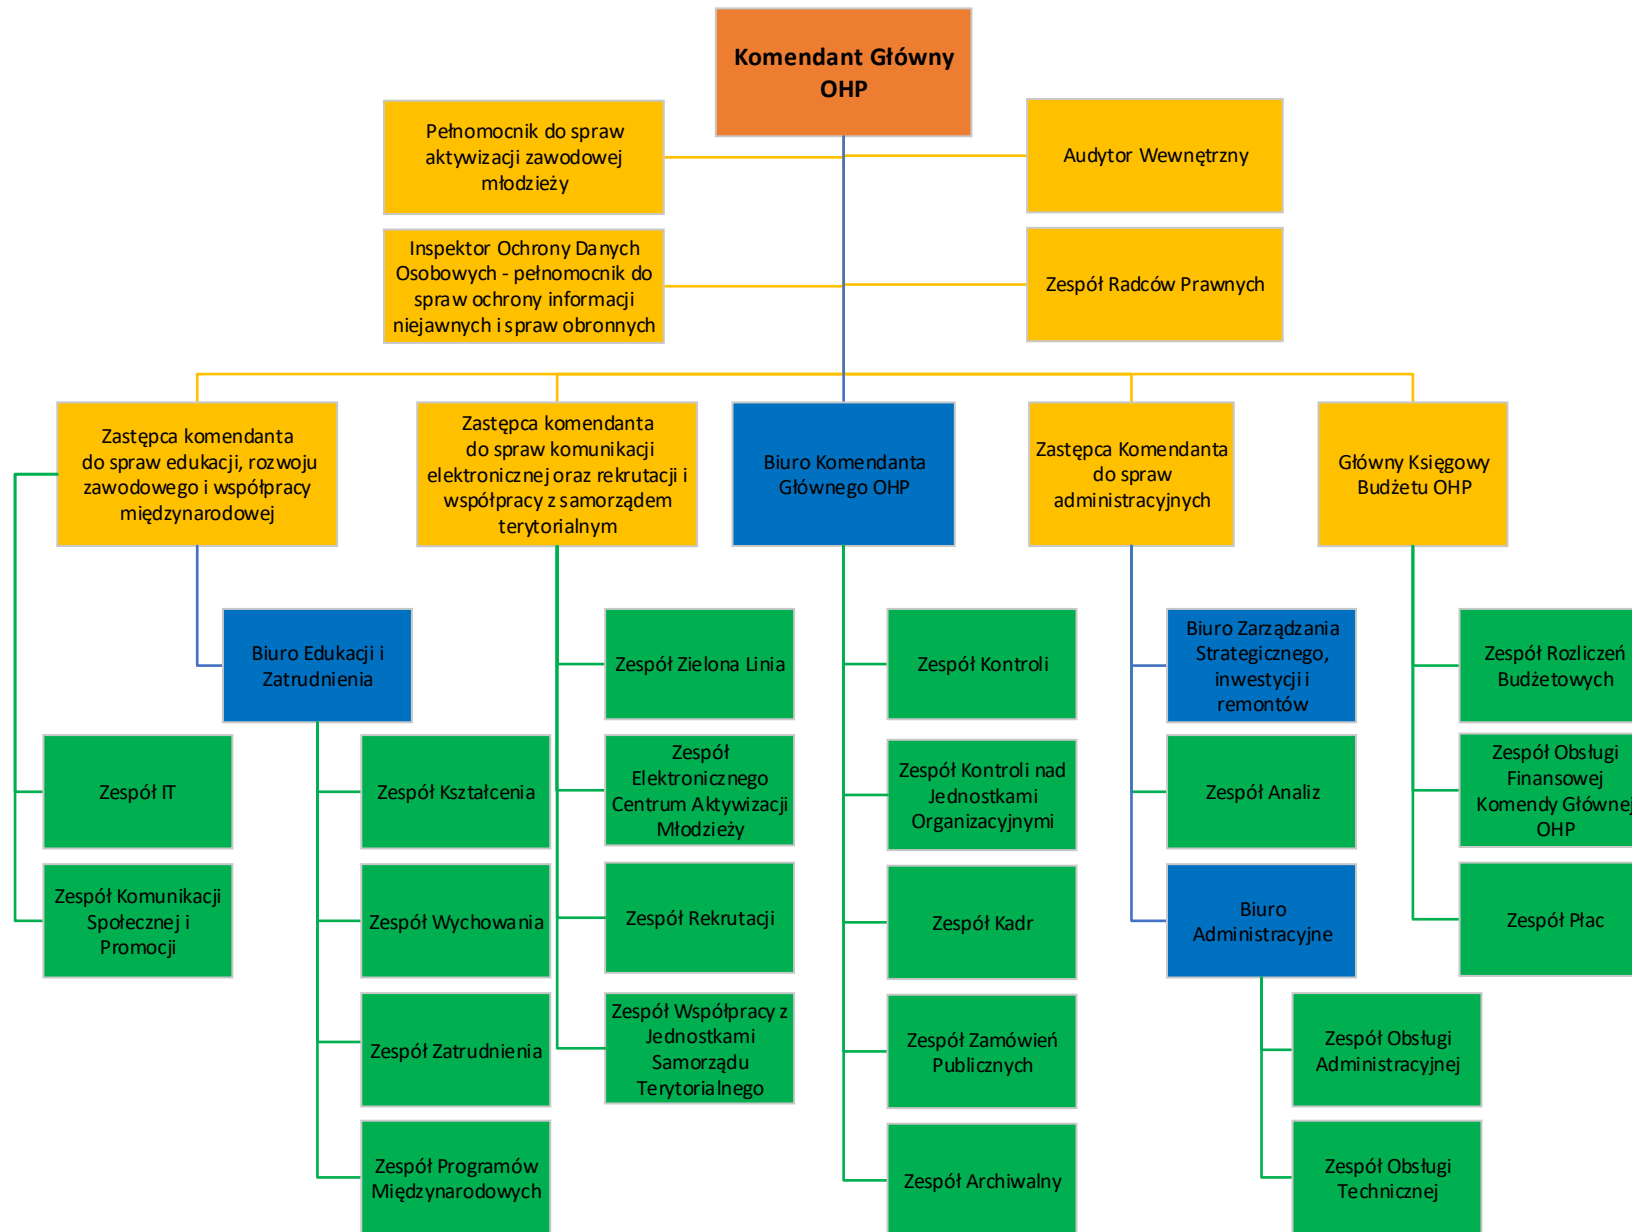 Komendant Główny
OHP
Pełnomocnik do spraw
aktywizacji zawodowej
młodzieży
Audytor Wewnętrzny
Inspektor Ochrony Danych
Osobowych - pełnomocnik do
spraw ochrony informacji
niejawnych i spraw obronnych
Zespół Radców Prawnych
Zastępca komendanta
do spraw edukacji, rozwoju
zawodowego i współpracy
międzynarodowej
Zastępca komendanta
do spraw komunikacji
elektronicznej oraz rekrutacji i
współpracy z samorządem
terytorialnym
Biuro Komendanta
Głównego OHP
Zastępca Komendanta
do spraw
administracyjnych
Główny Księgowy
Budżetu OHP
Biuro Edukacji i
Zatrudnienia
Zespół IT
Zespół Komunikacji
Społecznej i
Promocji
Zespół Kształcenia
Zespół Wychowania
Zespół Zatrudnienia
Zespół Programów
Międzynarodowych
Zespół Zielona Linia
Zespół
Elektronicznego
Centrum Aktywizacji
Młodzieży
Zespół Rekrutacji
Zespół Współpracy z
Jednostkami
Samorządu
Terytorialnego
Zespół Kontroli
Zespół Kontroli nad
Jednostkami
Organizacyjnymi
Zespół Kadr
Zespół Zamówień
Publicznych
Zespół Archiwalny
Biuro Zarządzania
Strategicznego,
inwestycji i
remontów
Zespół Analiz
Biuro
Administracyjne
Zespół Obsługi
Administracyjnej
Zespół Obsługi
Technicznej
Zespół Rozliczeń
Budżetowych
Zespół Obsługi
Finansowej
Komendy Głównej
OHP
Zespół Płac